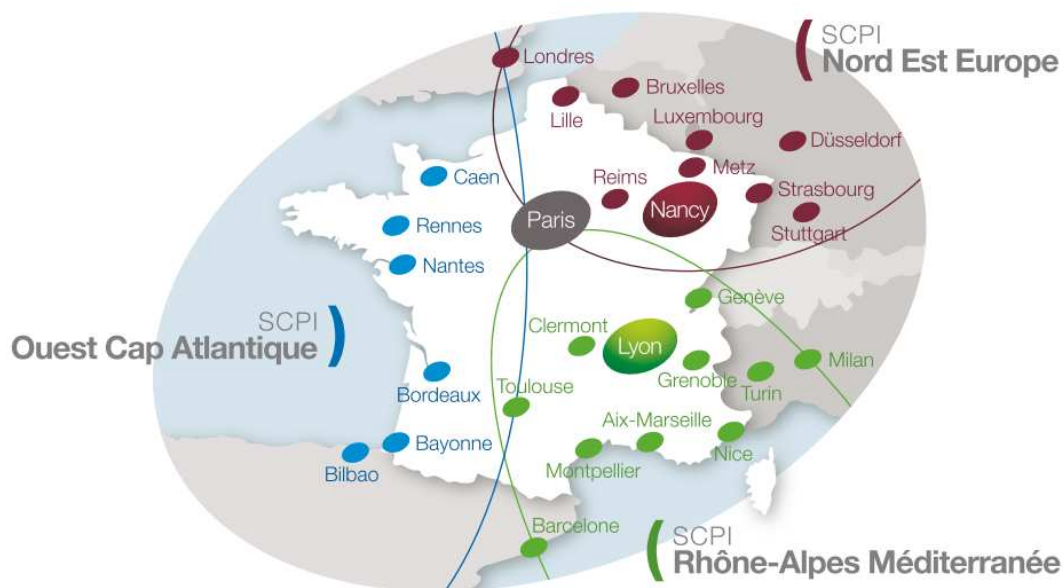 SCPI
Nord Est Europe
Londres
Bruxelles
Lille
Luxembourg
Düsseldorf
Metz
Caen
Reims
Strasbourg
Paris
Nancy
Rennes
Stuttgart
Nantes
Genève
SCPI
Ouest Cap Atlantique
Clermont
Lyon
Milan
Grenoble
Turin
Bordeaux
Toulouse
Aix-Marseille
Bayonne
Nice
Bilbao
Montpellier
Barcelone
SCPI
Rhône-Alpes Méditerranée